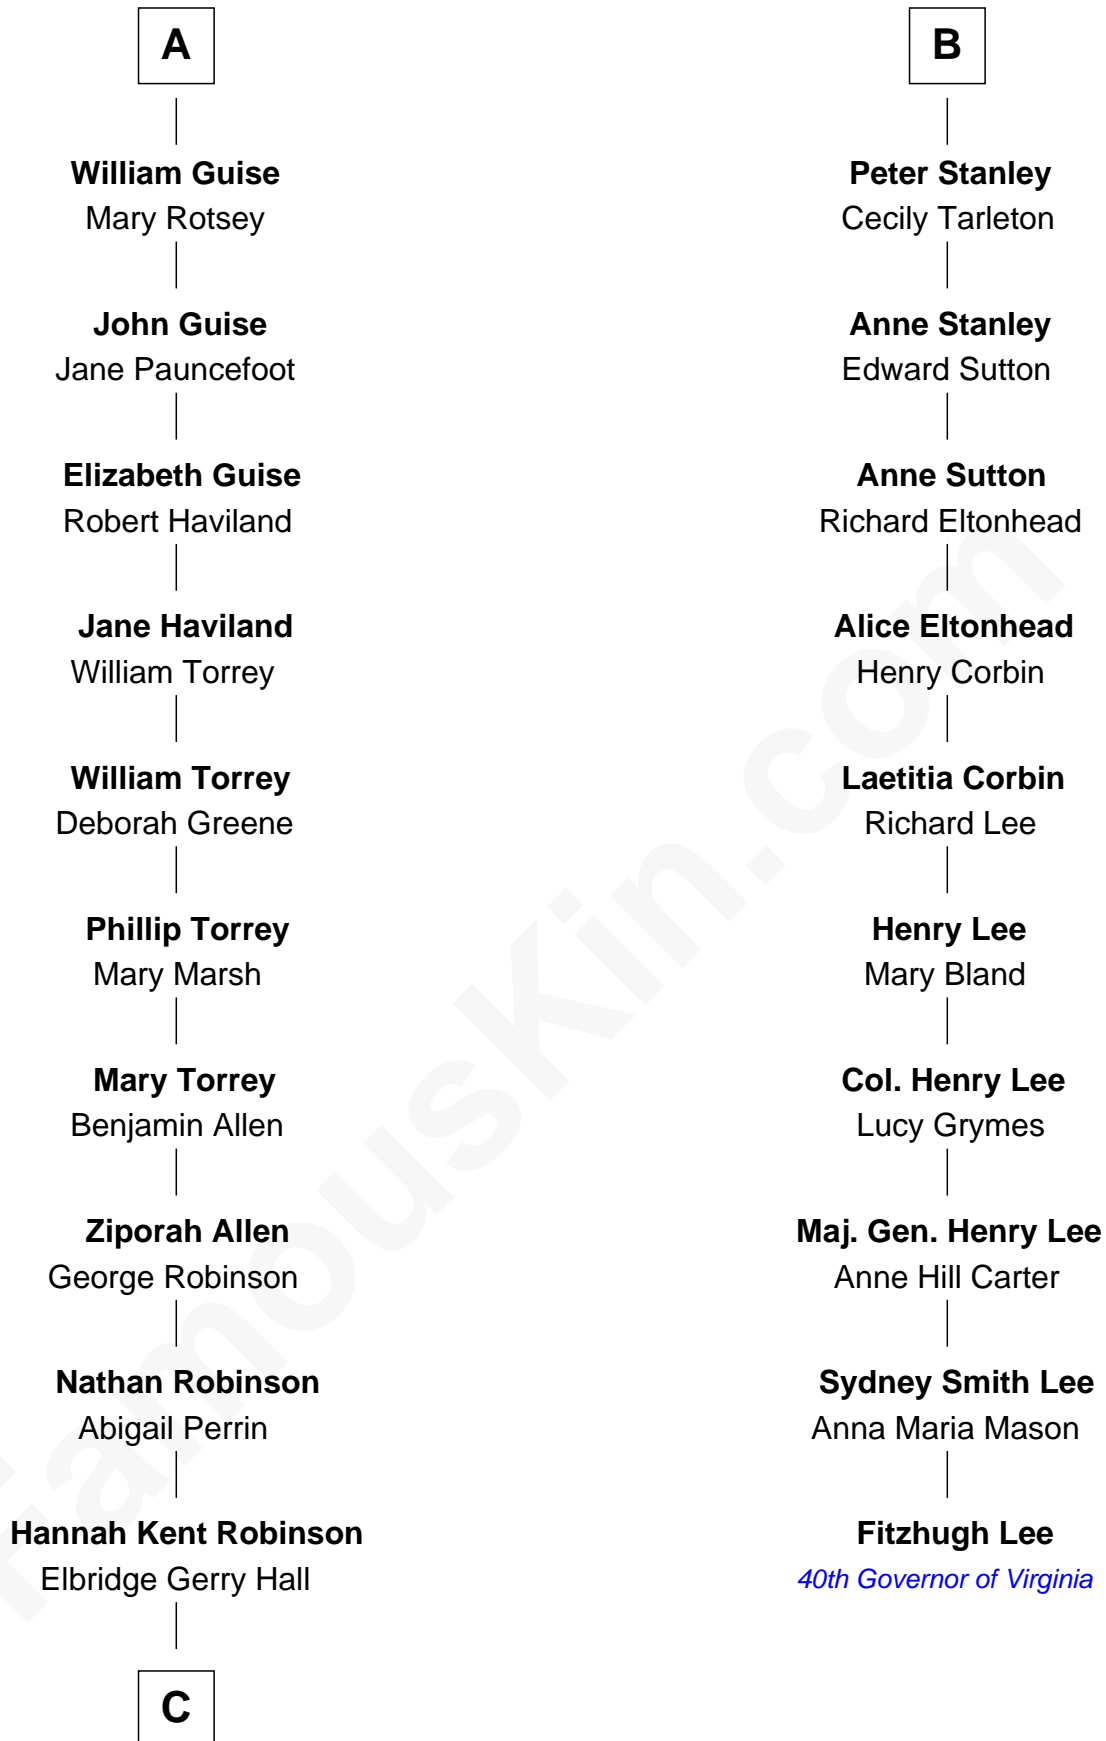 A
William Guise
Mary Rotsey
John Guise
Jane Pauncefoot
Elizabeth Guise
Robert Haviland
Jane Haviland
William Torrey
William Torrey
Deborah Greene
Phillip Torrey
Mary Marsh
Mary Torrey
Benjamin Allen
Ziporah Allen
George Robinson
Nathan Robinson
Abigail Perrin
Hannah Kent Robinson
Elbridge Gerry Hall
C
B
Peter Stanley
Cecily Tarleton
Anne Stanley
Edward Sutton
Anne Sutton
Richard Eltonhead
Alice Eltonhead
Henry Corbin
Laetitia Corbin
Richard Lee
Henry Lee
Mary Bland
Col. Henry Lee
Lucy Grymes
Maj. Gen. Henry Lee
Anne Hill Carter
Sydney Smith Lee
Anna Maria Mason
Fitzhugh Lee
40th Governor of Virginia
FamousKin.com